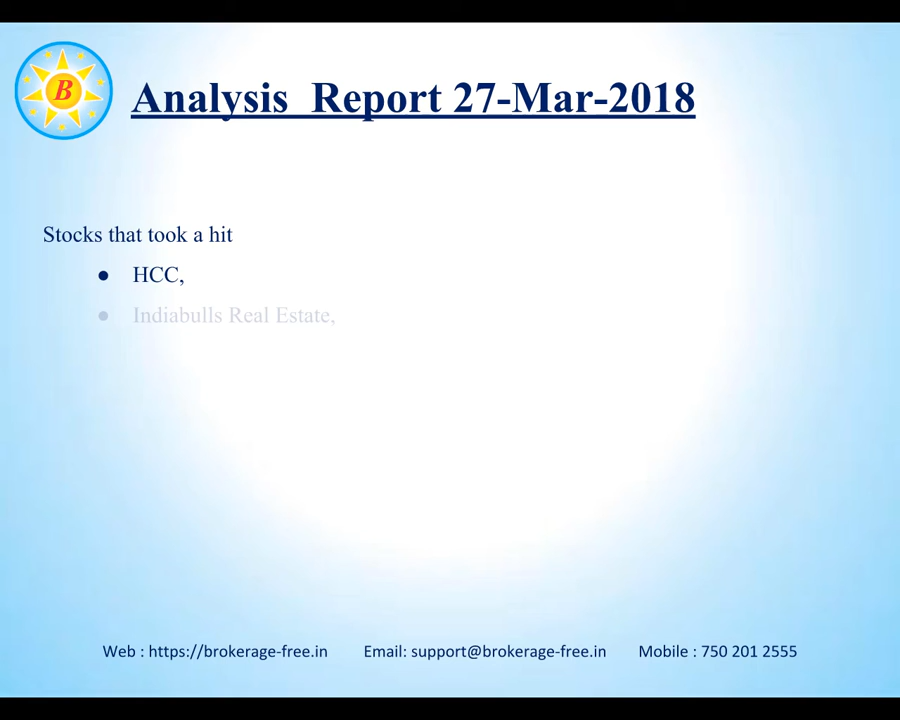 B
Analysis  Report 27-Mar-2018
Stocks that took a hit
● HCC,
● Indiabulls Real Estate,
Web : https://brokerage-free.in Email: support@brokerage-free.in Mobile : 750 201 2555